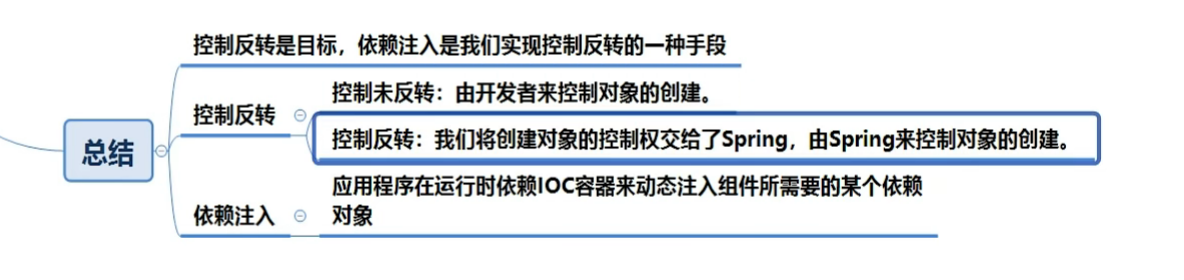 控制反转是目标，依赖注入是我们实现控制反转的一种手段
控制未反转：由开发者来控制对象的创建。
控制反转
控制反转：我们将创建对象的控制权交给了Spring，由Spring来控制对象的创建。
总结
应用程序在运行时依赖IOC容器来动态注入组件所需要的某个依赖
对象
依赖注入